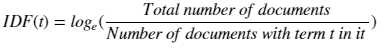 IDF(t) = log_e(Total number of documents / Number of documents with term t in it)